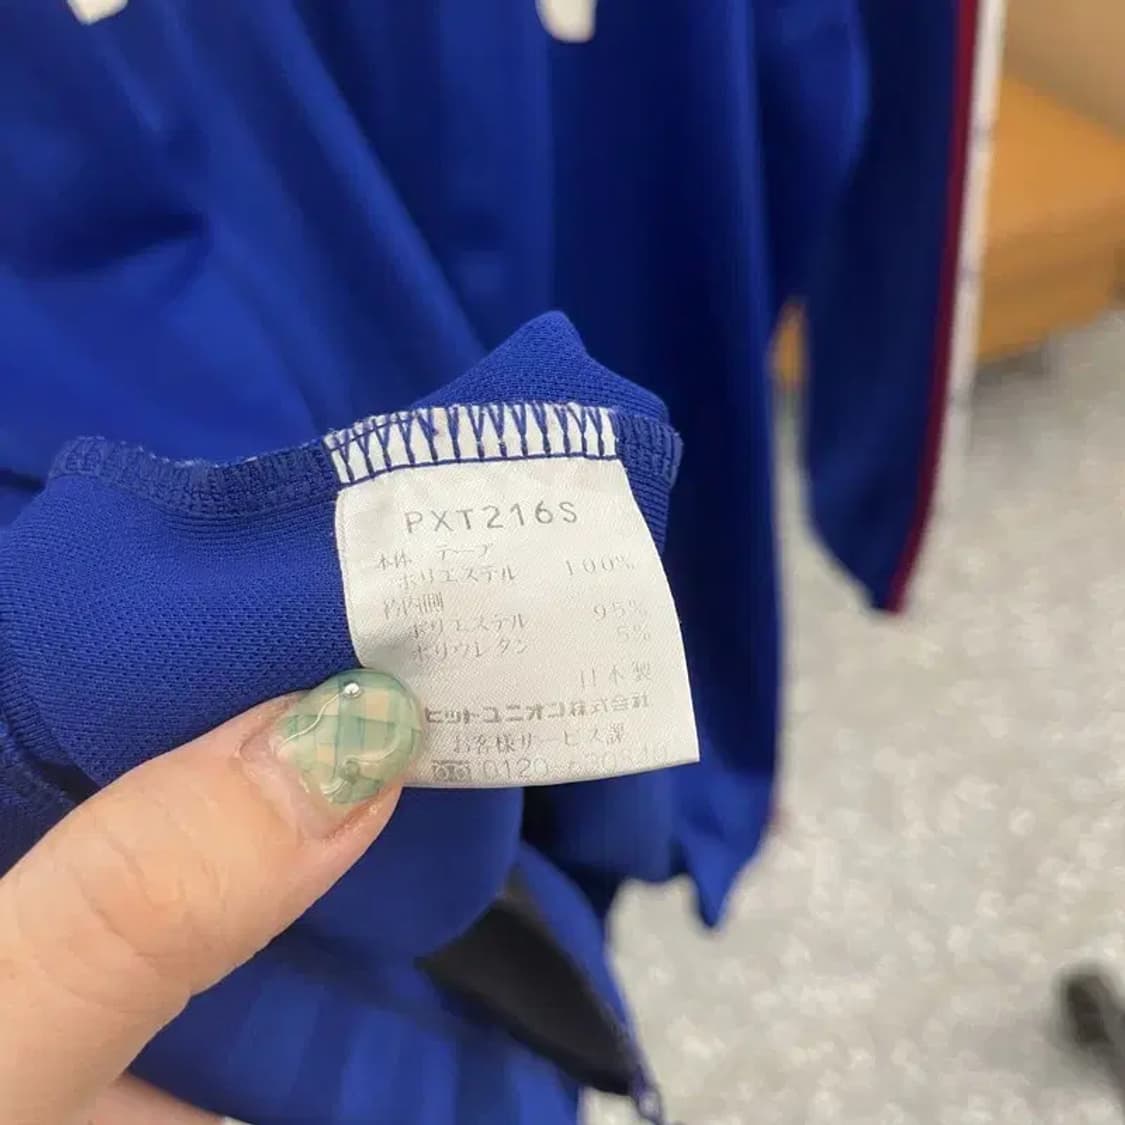 PXT216S
本体 テープ
ポリエステル 100%
衿内側
ポリエステル 95%
ポリウレタン 5%
日本製
ヒットユニオン株式会社
お客様サービス課
0120-